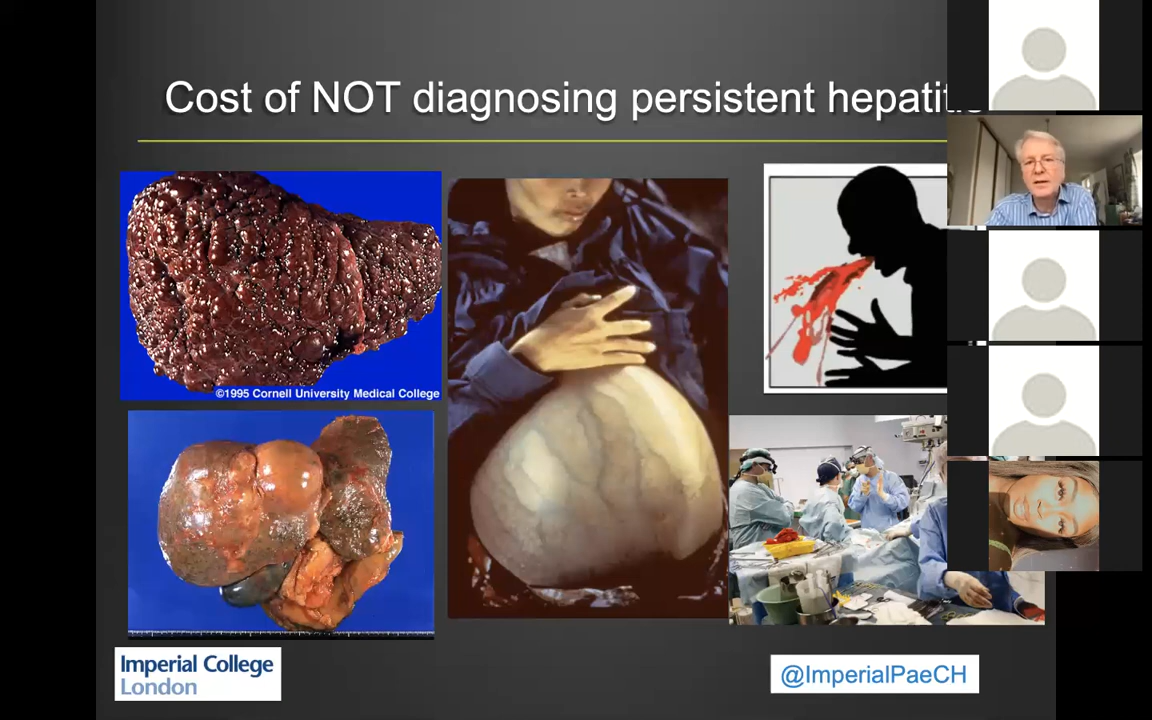 Cost of NOT diagnosing persistent hepatitis
©1995 Cornell University Medical College
Imperial College
London
@ImperialPaeCH